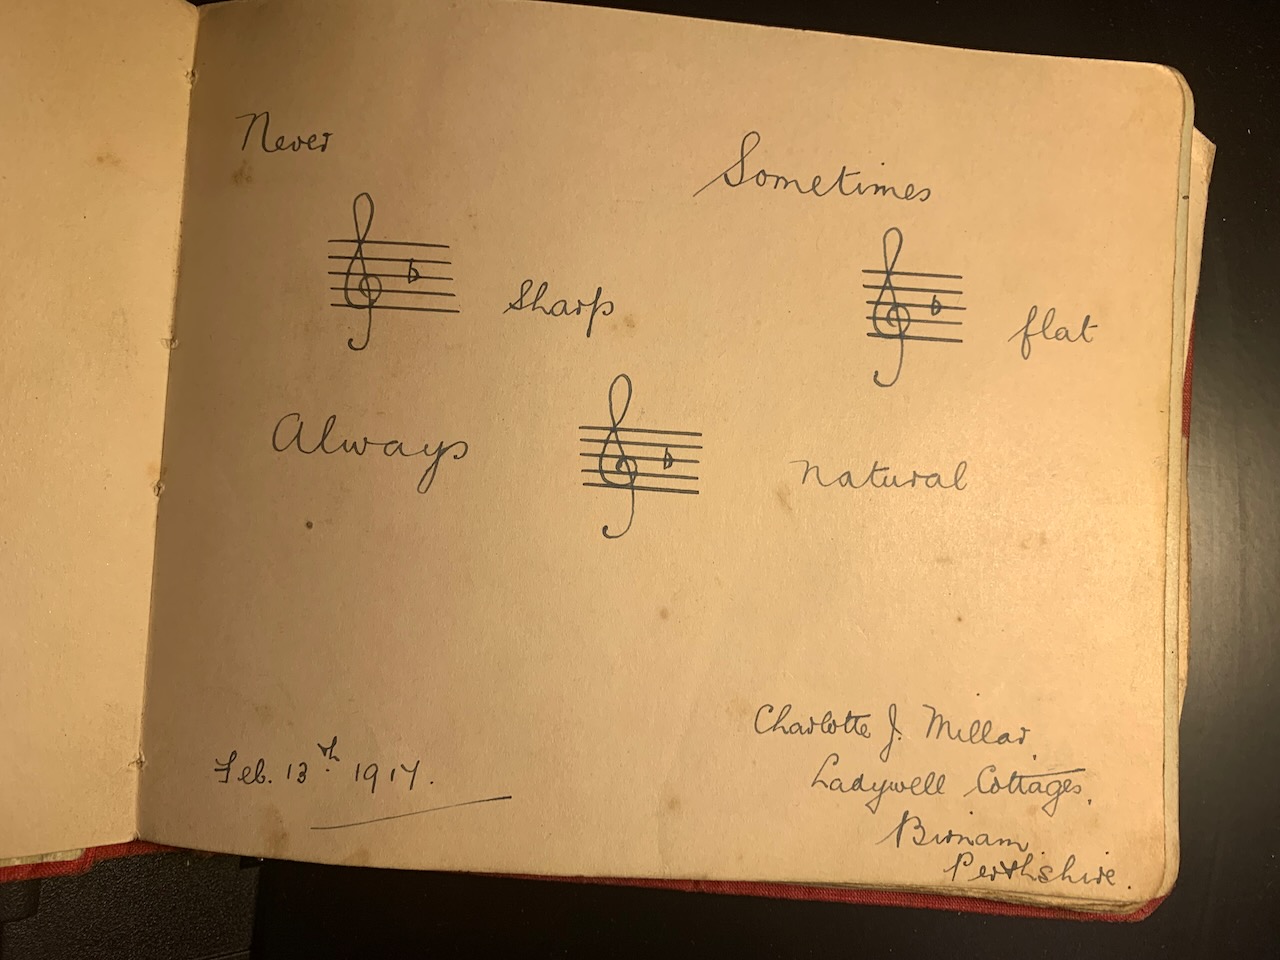 Never
Sometimes
♭ sharp
♭ flat
Always ♭ natural
Feb. 13th. 1917.
Charlotte J. Millar,
Ladywell Cottages,
Birnam.
Perthshire.